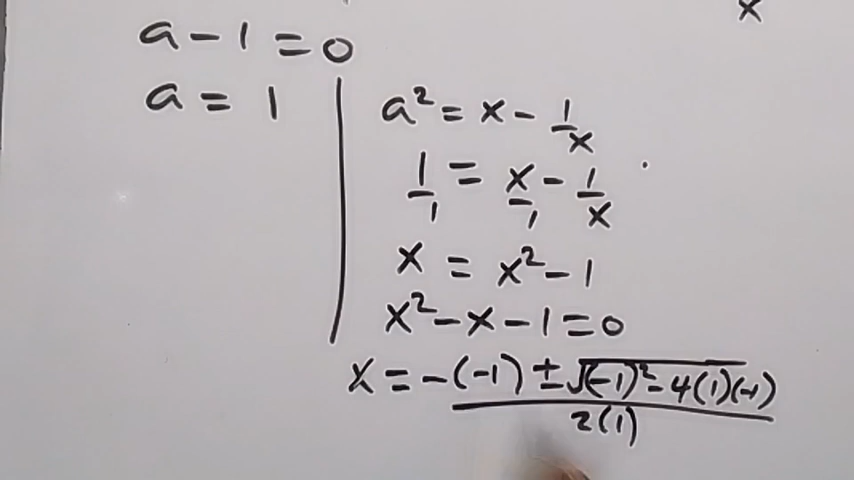 x
a - 1 = 0
a = 1
a² = x - 1/x
1/1 = x/1 - 1/x
x = x² - 1
x² - x - 1 = 0
x = -(-1) ± √(-1)² - 4(1)(-1)
2(1)